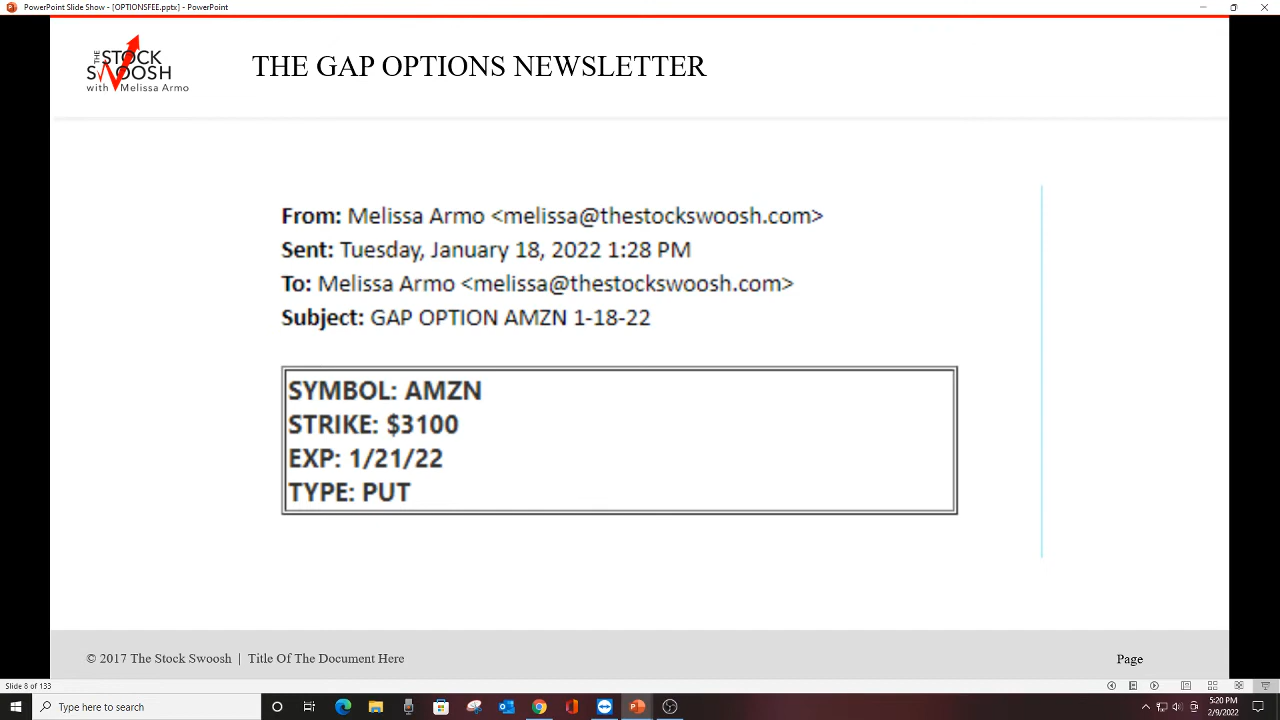 PowerPoint Slide Show - [OPTIONSFEE.pptx] - PowerPoint
THE STOCK
SWOOSH
with Melissa Armo
THE GAP OPTIONS NEWSLETTER
From: Melissa Armo <melissa@thestockswoosh.com>
Sent: Tuesday, January 18, 2022 1:28 PM
To: Melissa Armo <melissa@thestockswoosh.com>
Subject: GAP OPTION AMZN 1-18-22
SYMBOL: AMZN
STRIKE: $3100
EXP: 1/21/22
TYPE: PUT
© 2017 The Stock Swoosh | Title Of The Document Here
Page
Slide 8 of 133
Type here to search
5:20 PM
2/9/2022